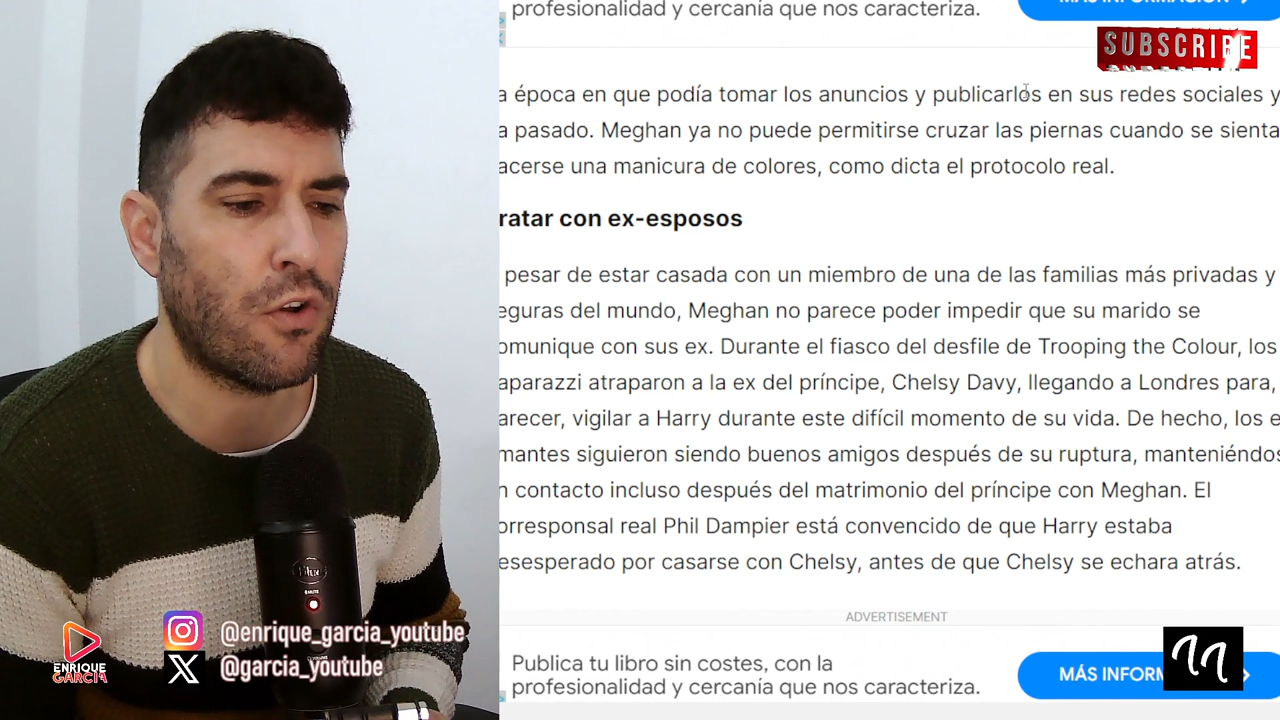 profesionalidad y cercanía que nos caracteriza.
SUBSCRIBE
a época en que podía tomar los anuncios y publicarlos en sus redes sociales y
a pasado. Meghan ya no puede permitirse cruzar las piernas cuando se sienta
acerse una manicura de colores, como dicta el protocolo real.
ratar con ex-esposos
pesar de estar casada con un miembro de una de las familias más privadas y
eguras del mundo, Meghan no parece poder impedir que su marido se
omunique con sus ex. Durante el fiasco del desfile de Trooping the Colour, los
aparazzi atraparon a la ex del príncipe, Chelsy Davy, llegando a Londres para,
arecer, vigilar a Harry durante este difícil momento de su vida. De hecho, los e
mantes siguieron siendo buenos amigos después de su ruptura, manteniéndos
n contacto incluso después del matrimonio del príncipe con Meghan. El
orresponsal real Phil Dampier está convencido de que Harry estaba
esesperado por casarse con Chelsy, antes de que Chelsy se echara atrás.
ADVERTISEMENT
Publica tu libro sin costes, con la
profesionalidad y cercanía que nos caracteriza.
MÁS INFORM
Blue
ENRIQUE
GARCIA
@enrique_garcia_youtube
@garcia_youtube